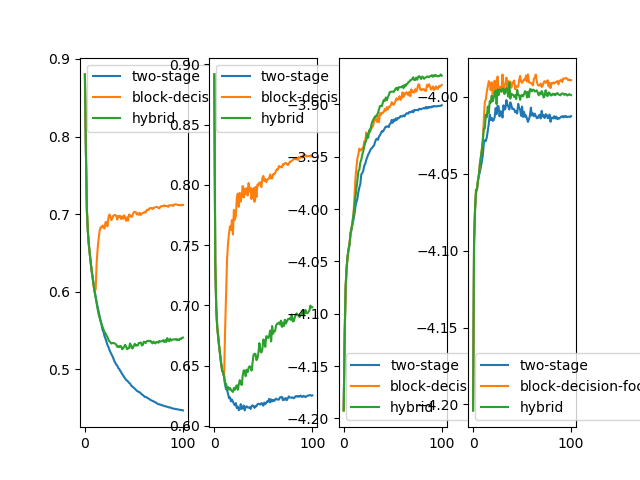 0.9
0.8
0.7
0.6
0.5
0
100
two-stage
block-decis
hybrid
0.90
0.85
0.80
0.75
0.70
0.65
0.60
0
100
two-stage
block-decis
hybrid
−3.90
−3.95
−4.00
−4.05
−4.10
−4.15
−4.20
0
100
two-stage
block-decis
hybrid
−4.00
−4.05
−4.10
−4.15
−4.20
0
100
two-stage
block-decision-foc
hybrid